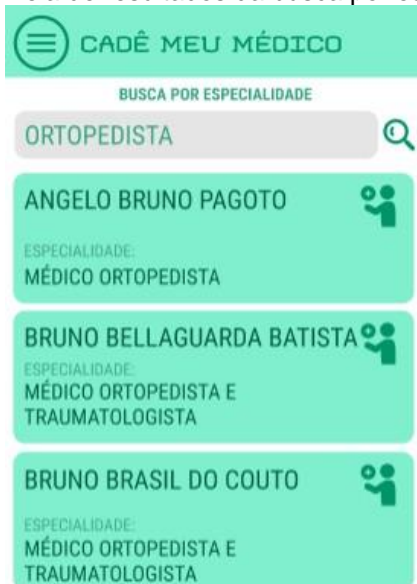 CADÊ MEU MÉDICO
BUSCA POR ESPECIALIDADE
ORTOPEDISTA
ANGELO BRUNO PAGOTO
ESPECIALIDADE:
MÉDICO ORTOPEDISTA
BRUNO BELLAGUARDA BATISTA
ESPECIALIDADE:
MÉDICO ORTOPEDISTA E
TRAUMATOLOGISTA
BRUNO BRASIL DO COUTO
ESPECIALIDADE:
MÉDICO ORTOPEDISTA E
TRAUMATOLOGISTA